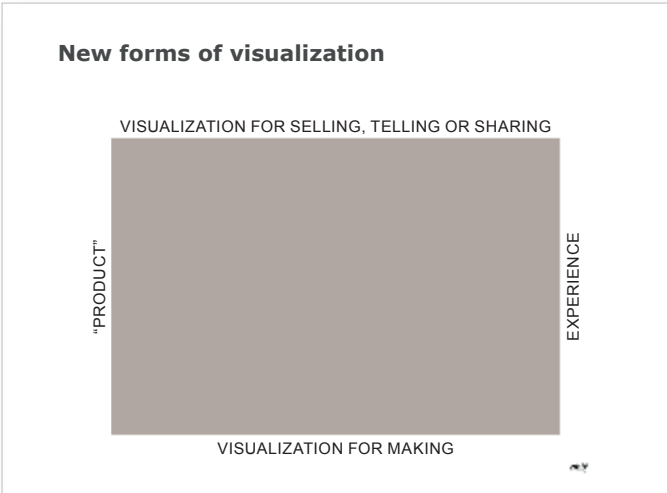 New forms of visualization
VISUALIZATION FOR SELLING, TELLING OR SHARING
“PRODUCT”
EXPERIENCE
VISUALIZATION FOR MAKING